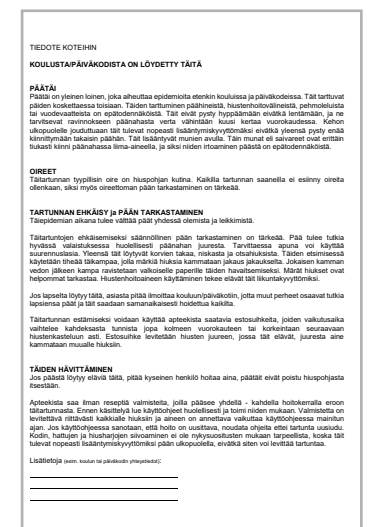 TIEDOTE KOTEIHIN
KOULUSTA/PÄIVÄKODISTA ON LÖYDETTY TÄITÄ
PÄÄTÄI
Päätäi on yleinen loinen, joka aiheuttaa epidemioita etenkin kouluissa ja päiväkodeissa. Täit tarttuvat
päiden koskettaessa toisiaan. Täiden tarttuminen päähineistä, hiustenhoitovälineistä, pehmoleluista
tai vuodevaatteista on epätodennäköistä. Täit eivät pysty hyppäämään eivätkä lentämään, ja ne
tarvitsevat ravinnokseen päänahasta verta vähintään kuusi kertaa vuorokaudessa. Kehon
ulkopuolelle jouduttuaan täit tulevat nopeasti lisääntymiskyvyttömiksi eivätkä yleensä pysty enää
kiinnittymään takaisin päähän. Täit lisääntyvät munien avulla. Täin munat eli saivareet ovat erittäin
tiukasti kiinni päänahassa liima-aineella, ja siksi niiden irtoaminen päästä on epätodennäköistä.
OIREET
Täitartunnan tyypillisin oire on hiuspohjan kutina. Kaikilla tartunnan saaneilla ei esiinny oireita
ollenkaan, siksi myös oireettoman pään tarkastaminen on tärkeää.
TARTUNNAN EHKÄISY ja PÄÄN TARKASTAMINEN
Täiepidemian aikana tulee välttää päät yhdessä olemista ja leikkimistä.
Täitartuntojen ehkäisemiseksi säännöllinen pään tarkastaminen on tärkeää. Pää tulee tutkia
hyvässä valaistuksessa huolellisesti päänahan juuresta. Tarvittaessa apuna voi käyttää
suurennuslasia. Yleensä täit löytyvät korvien takaa, niskasta ja otsahiuksista. Täiden etsimisessä
käytetään tiheää täikampaa, jolla märkiä hiuksia kammataan jakaus jakaukselta. Jokaisen kamman
vedon jälkeen kampa ravistetaan valkoiselle paperille täiden havaitsemiseksi. Märät hiukset ovat
helpommat tarkastaa. Hiustenhoitoaineen käyttäminen tekee elävät täit liikuntakyvyttömiksi.
Jos lapselta löytyy täitä, asiasta pitää ilmoittaa kouluun/päiväkotiin, jotta muut perheet osaavat tutkia
lapsiensa päät ja täit saadaan samanaikaisesti hoidettua kaikilta.
Täitartunnan estämiseksi voidaan käyttää apteekista saatavia estosuihkeita, joiden vaikutusaika
vaihtelee kahdeksasta tunnista jopa kolmeen vuorokauteen tai korkeintaan seuraavaan
hiustenkasteluun asti. Estosuihke levitetään hiusten juureen, jossa täit elävät, juuresta aine
kammataan muualle hiuksiin.
TÄIDEN HÄVITTÄMINEN
Jos päästä löytyy eläviä täitä, pitää kyseinen henkilö hoitaa aina, päätäit eivät poistu hiuspohjasta
itsestään.
Apteekista saa ilman reseptiä valmisteita, joilla pääsee yhdellä - kahdella hoitokerralla eroon
täitartunnasta. Ennen käsittelyä lue käyttöohjeet huolellisesti ja toimi niiden mukaan. Valmistetta on
levitettävä riittävästi kaikkialle hiuksiin ja aineen on annettava vaikuttaa käyttöohjeessa mainitun
ajan. Jos käyttöohjeessa sanotaan, että hoito on uusittava, noudata ohjeita ettei tartunta uusiudu.
Kodin, hattujen ja hiusharjojen siivoaminen ei ole nykysuositusten mukaan tarpeellista, koska täit
tulevat nopeasti lisääntymiskyvyttömiksi pään ulkopuolella, eivätkä siten voi levittää tartuntaa.
Lisätietoja (esim. koulun tai päiväkodin yhteystiedot):